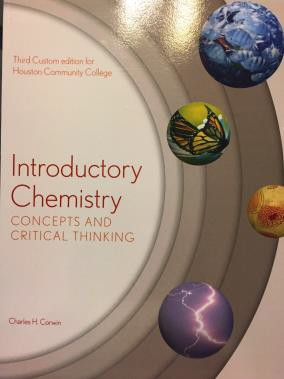 Third Custom edition for
Houston Community College
Introductory
Chemistry
CONCEPTS AND
CRITICAL THINKING
Charles H. Corwin